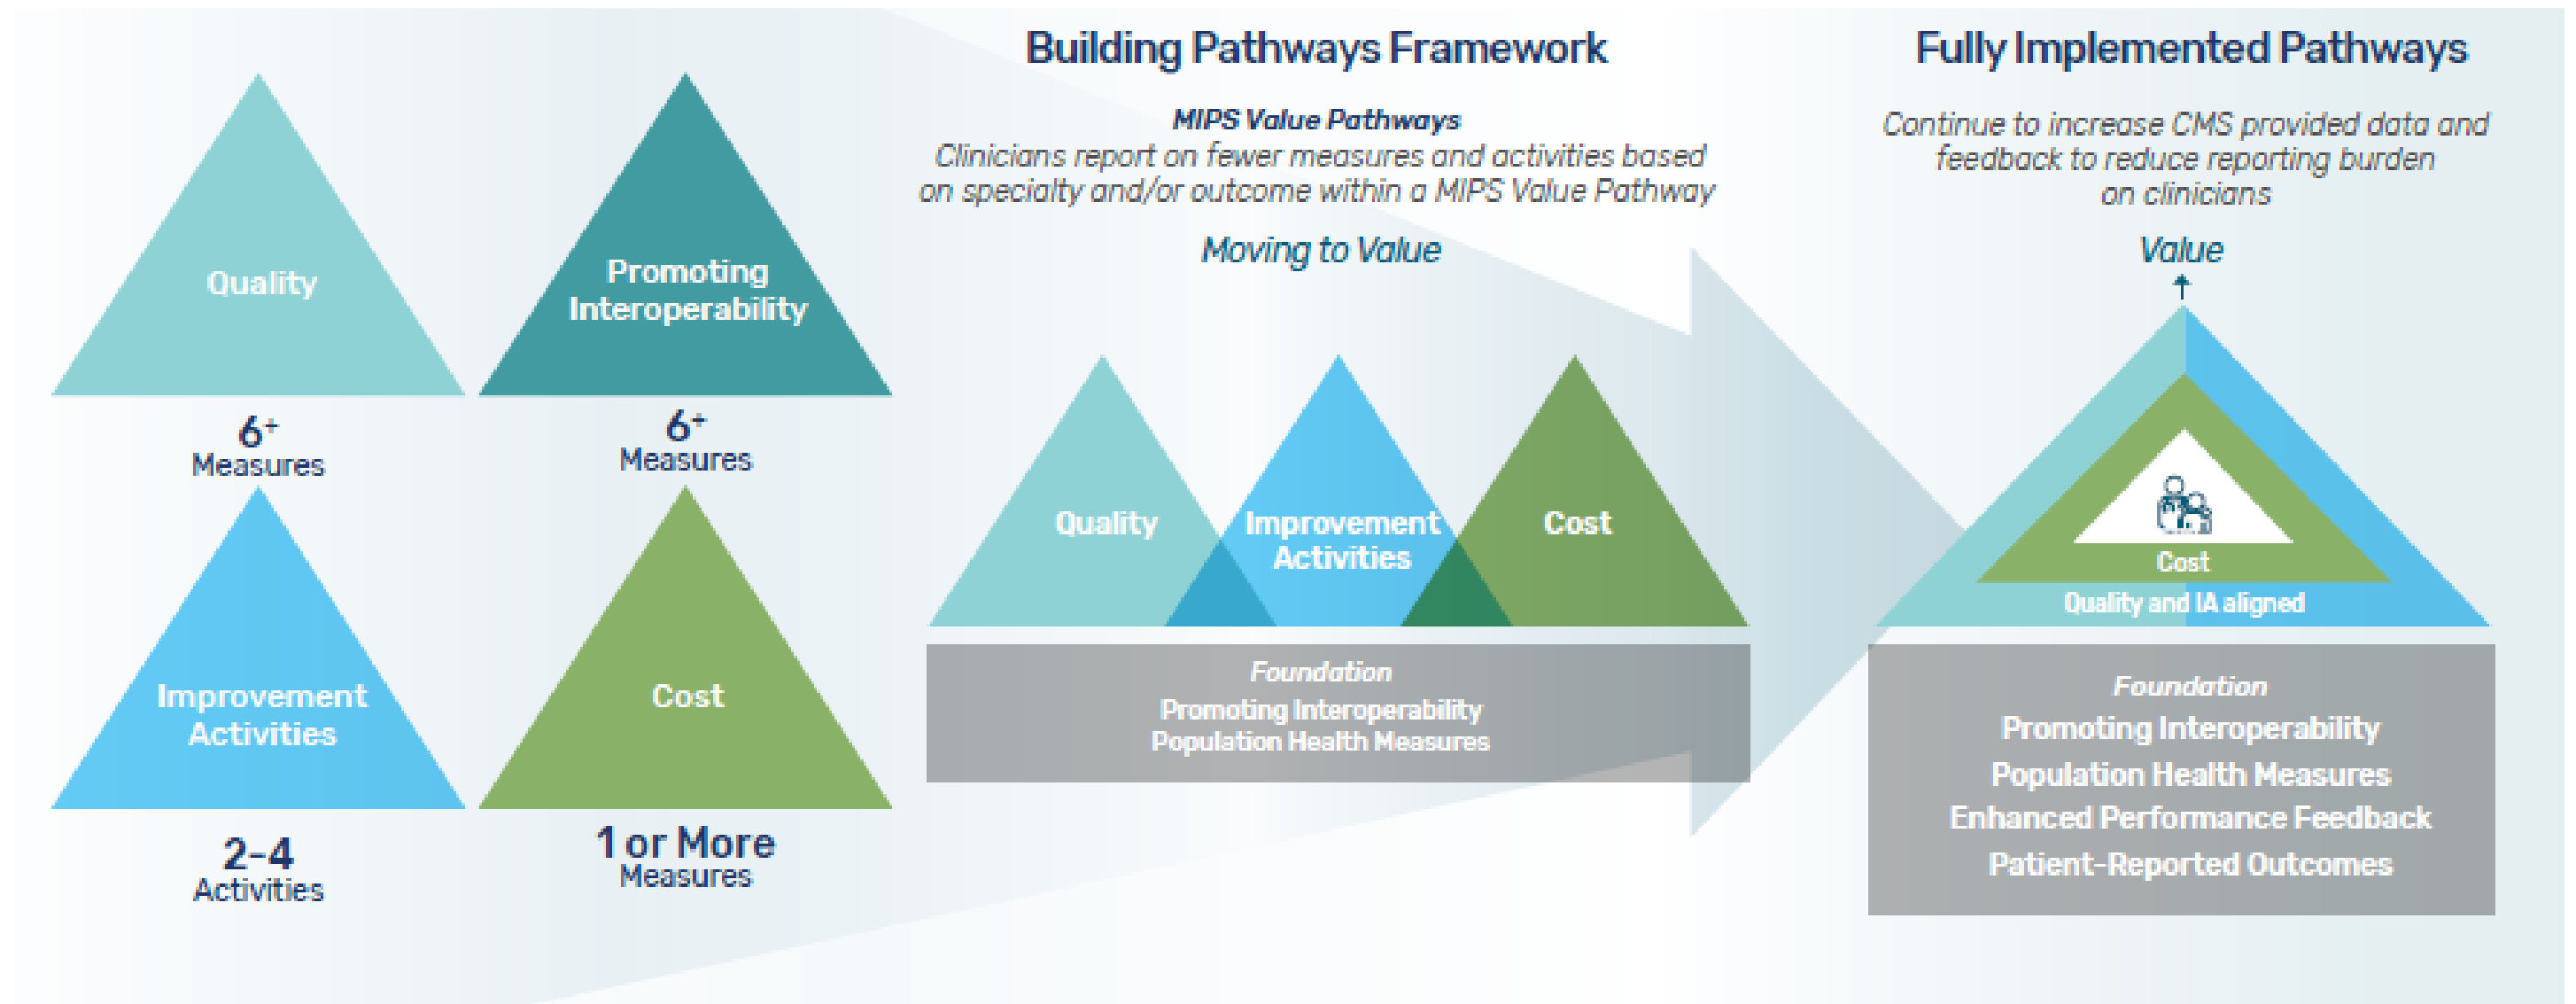 Quality
6+
Measures
Promoting
Interoperability
6+
Measures
Improvement
Activities
2-4
Activities
Cost
1 or More
Measures
Building Pathways Framework
MIPS Value Pathways
Clinicians report on fewer measures and activities based
on specialty and/or outcome within a MIPS Value Pathway
Moving to Value
Quality
Improvement
Activities
Cost
Foundation
Promoting Interoperability
Population Health Measures
Fully Implemented Pathways
Continue to increase CMS provided data and
feedback to reduce reporting burden
on clinicians
Value
Cost
Quality and IA aligned
Foundation
Promoting Interoperability
Population Health Measures
Enhanced Performance Feedback
Patient-Reported Outcomes